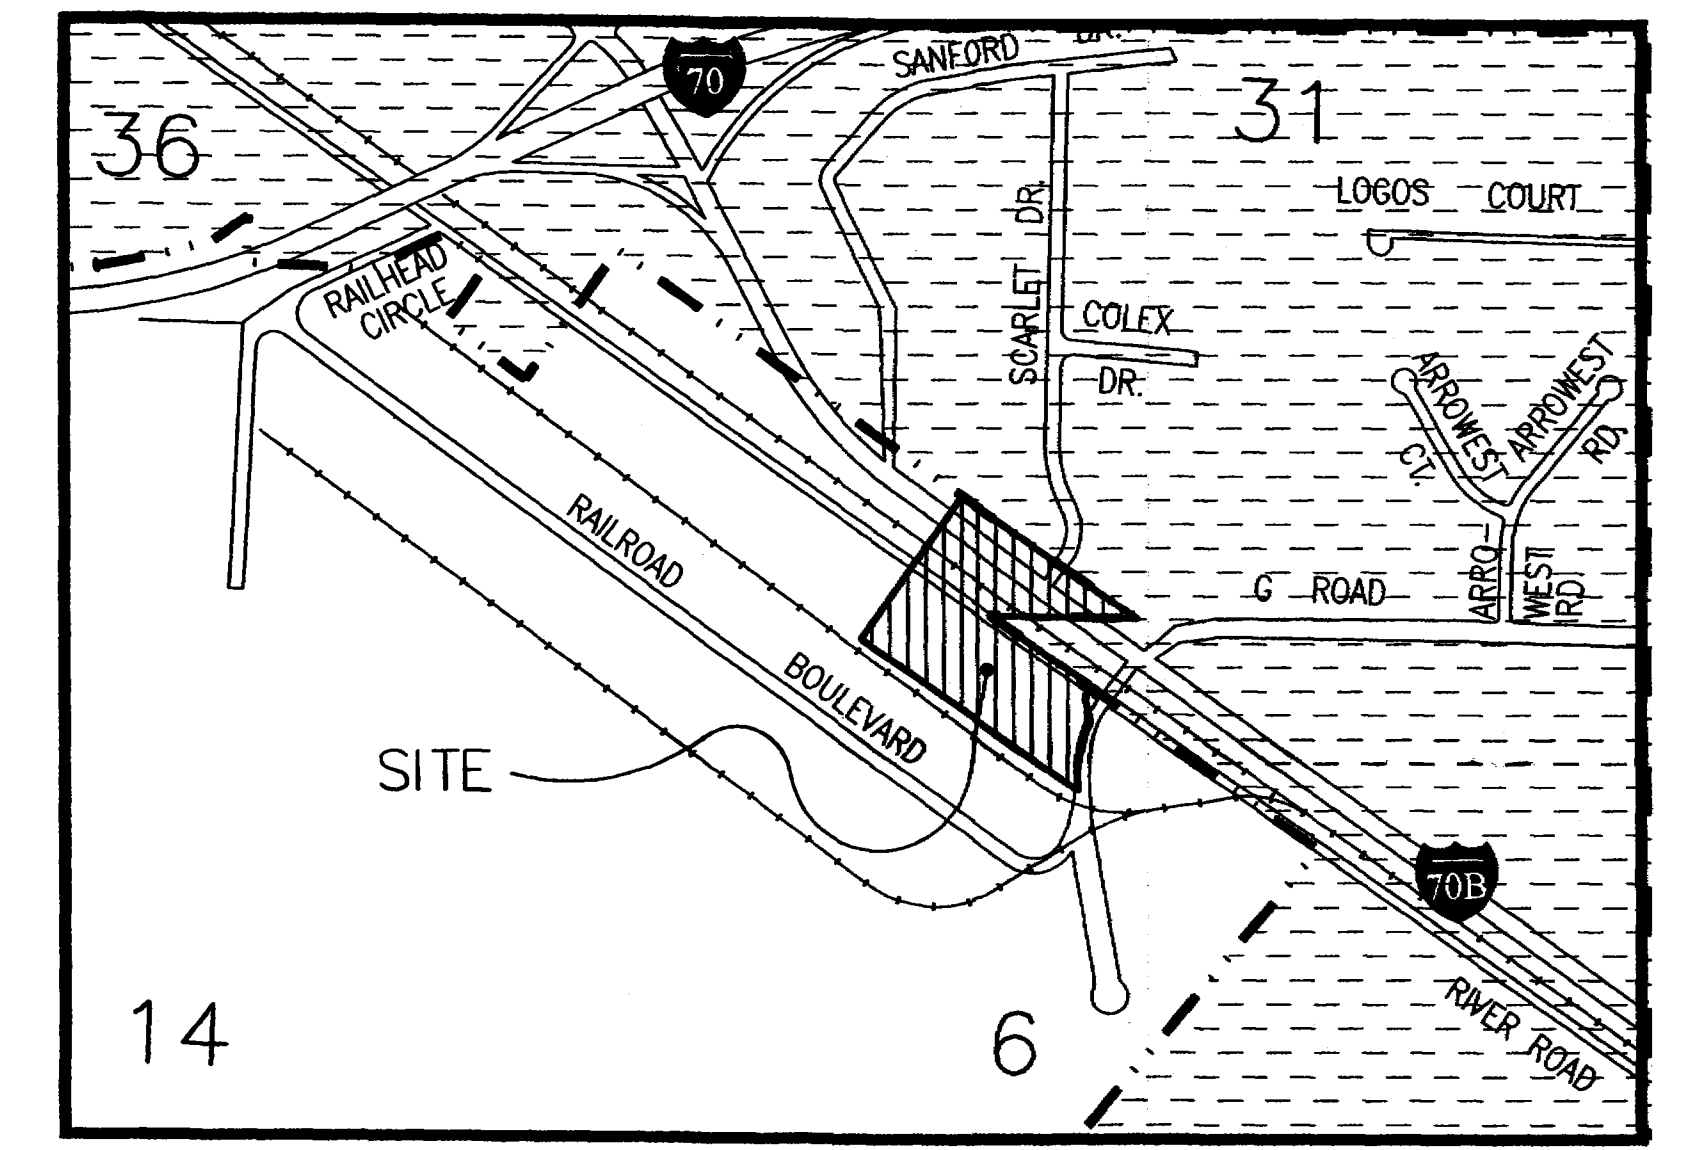 SANFORD DR.
70
31
36
LOGOS COURT
SCARLET DR.
RAILHEAD
CIRCLE
COLEX
DR.
ARROWEST
CT.
ARROWEST
RD.
RAILROAD
BOULEVARD
G ROAD
ARRO-
WEST
RD.
SITE
70B
RIVER ROAD
14
6